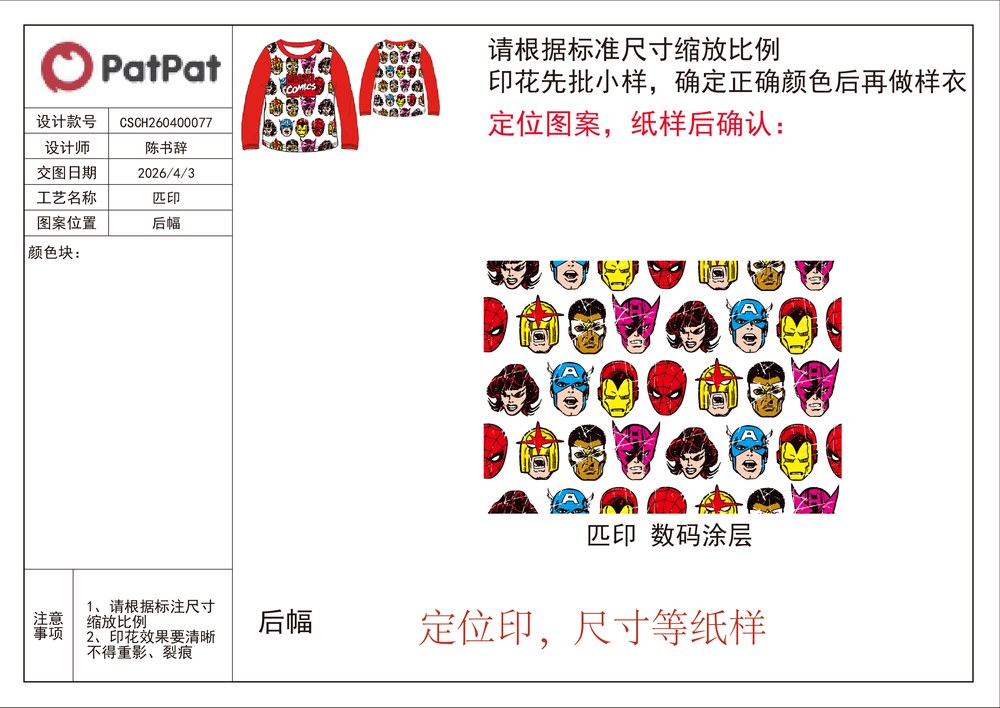 PatPat
设计款号 CSCH260400077
设计师 陈书辞
交图日期 2026/4/3
工艺名称 匹印
图案位置 后幅
颜色块：
请根据标准尺寸缩放比例
印花先批小样，确定正确颜色后再做样衣
定位图案，纸样后确认：
COMICS
匹印 数码涂层
注意
事项
1、请根据标注尺寸
缩放比例
2、印花效果要清晰
不得重影、裂痕
后幅
定位印，尺寸等纸样